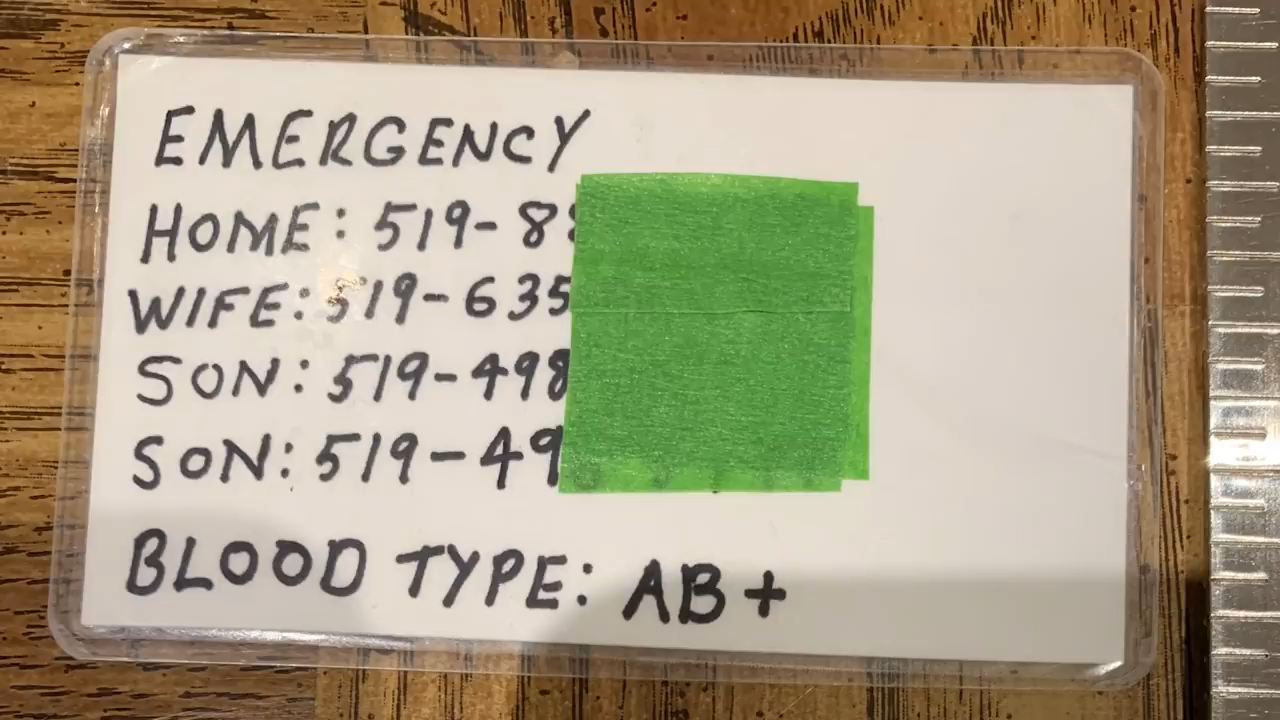 EMERGENCY
HOME: 519-8
WIFE: 519-635
SON: 519-498
SON: 519-49
BLOOD TYPE: AB+